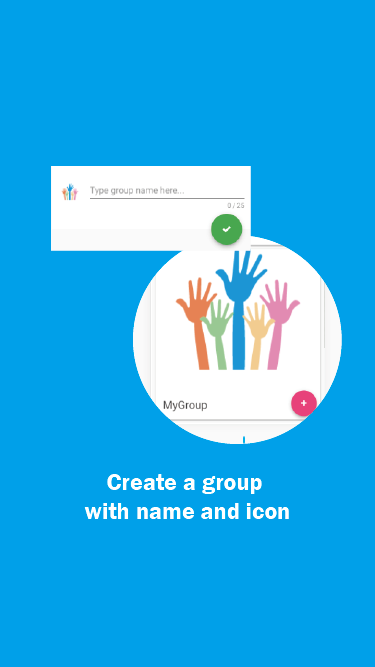 Type group name here...
0 / 25
MyGroup
Create a group
with name and icon